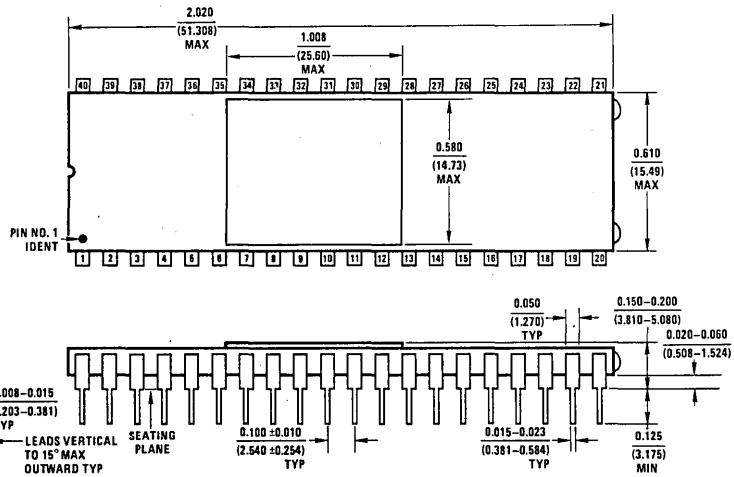 2.020
(51.308)
MAX
1.008
(25.60)
MAX
40 39 38 37 36 35 34 33 32 31 30 29 28 27 26 25 24 23 22 21
0.580
(14.73)
MAX
0.610
(15.49)
MAX
PIN NO. 1
IDENT
1 2 3 4 5 6 7 8 9 10 11 12 13 14 15 16 17 18 19 20
0.050
(1.270)
TYP
0.150–0.200
(3.810–5.080)
0.020–0.060
(0.508–1.524)
.008–0.015
.203–0.381)
YP
LEADS VERTICAL
TO 15° MAX
OUTWARD TYP
SEATING
PLANE
0.100 ±0.010
(2.540 ±0.254)
TYP
0.015–0.023
(0.381–0.584)
TYP
0.125
(3.175)
MIN